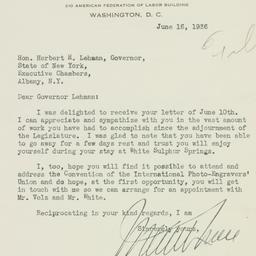 210 AMERICAN FEDERATION OF LABOR BUILDING
WASHINGTON, D. C.
June 16, 1936
Hon. Herbert H. Lehman, Governor,
State of New York,
Executive Chambers,
Albany, N.Y.
Dear Governor Lehman:
I was delighted to receive your letter of June 10th.
I can appreciate and sympathize with you in the vast amount
of work you have had to accomplish since the adjournment of
the Legislature. I was glad to note that you have been able
to go away for a few days rest and trust you will enjoy
yourself during your stay at White Sulphur Springs.
I, too, hope you will find it possible to attend and
address the Convention of the International Photo-Engravers'
Union and do hope, at the first opportunity, you will get
in touch with me so we can arrange for an appointment with
Mr. Volz and Mr. White.
Reciprocating in your kind regards, I am
Sincerely yours,